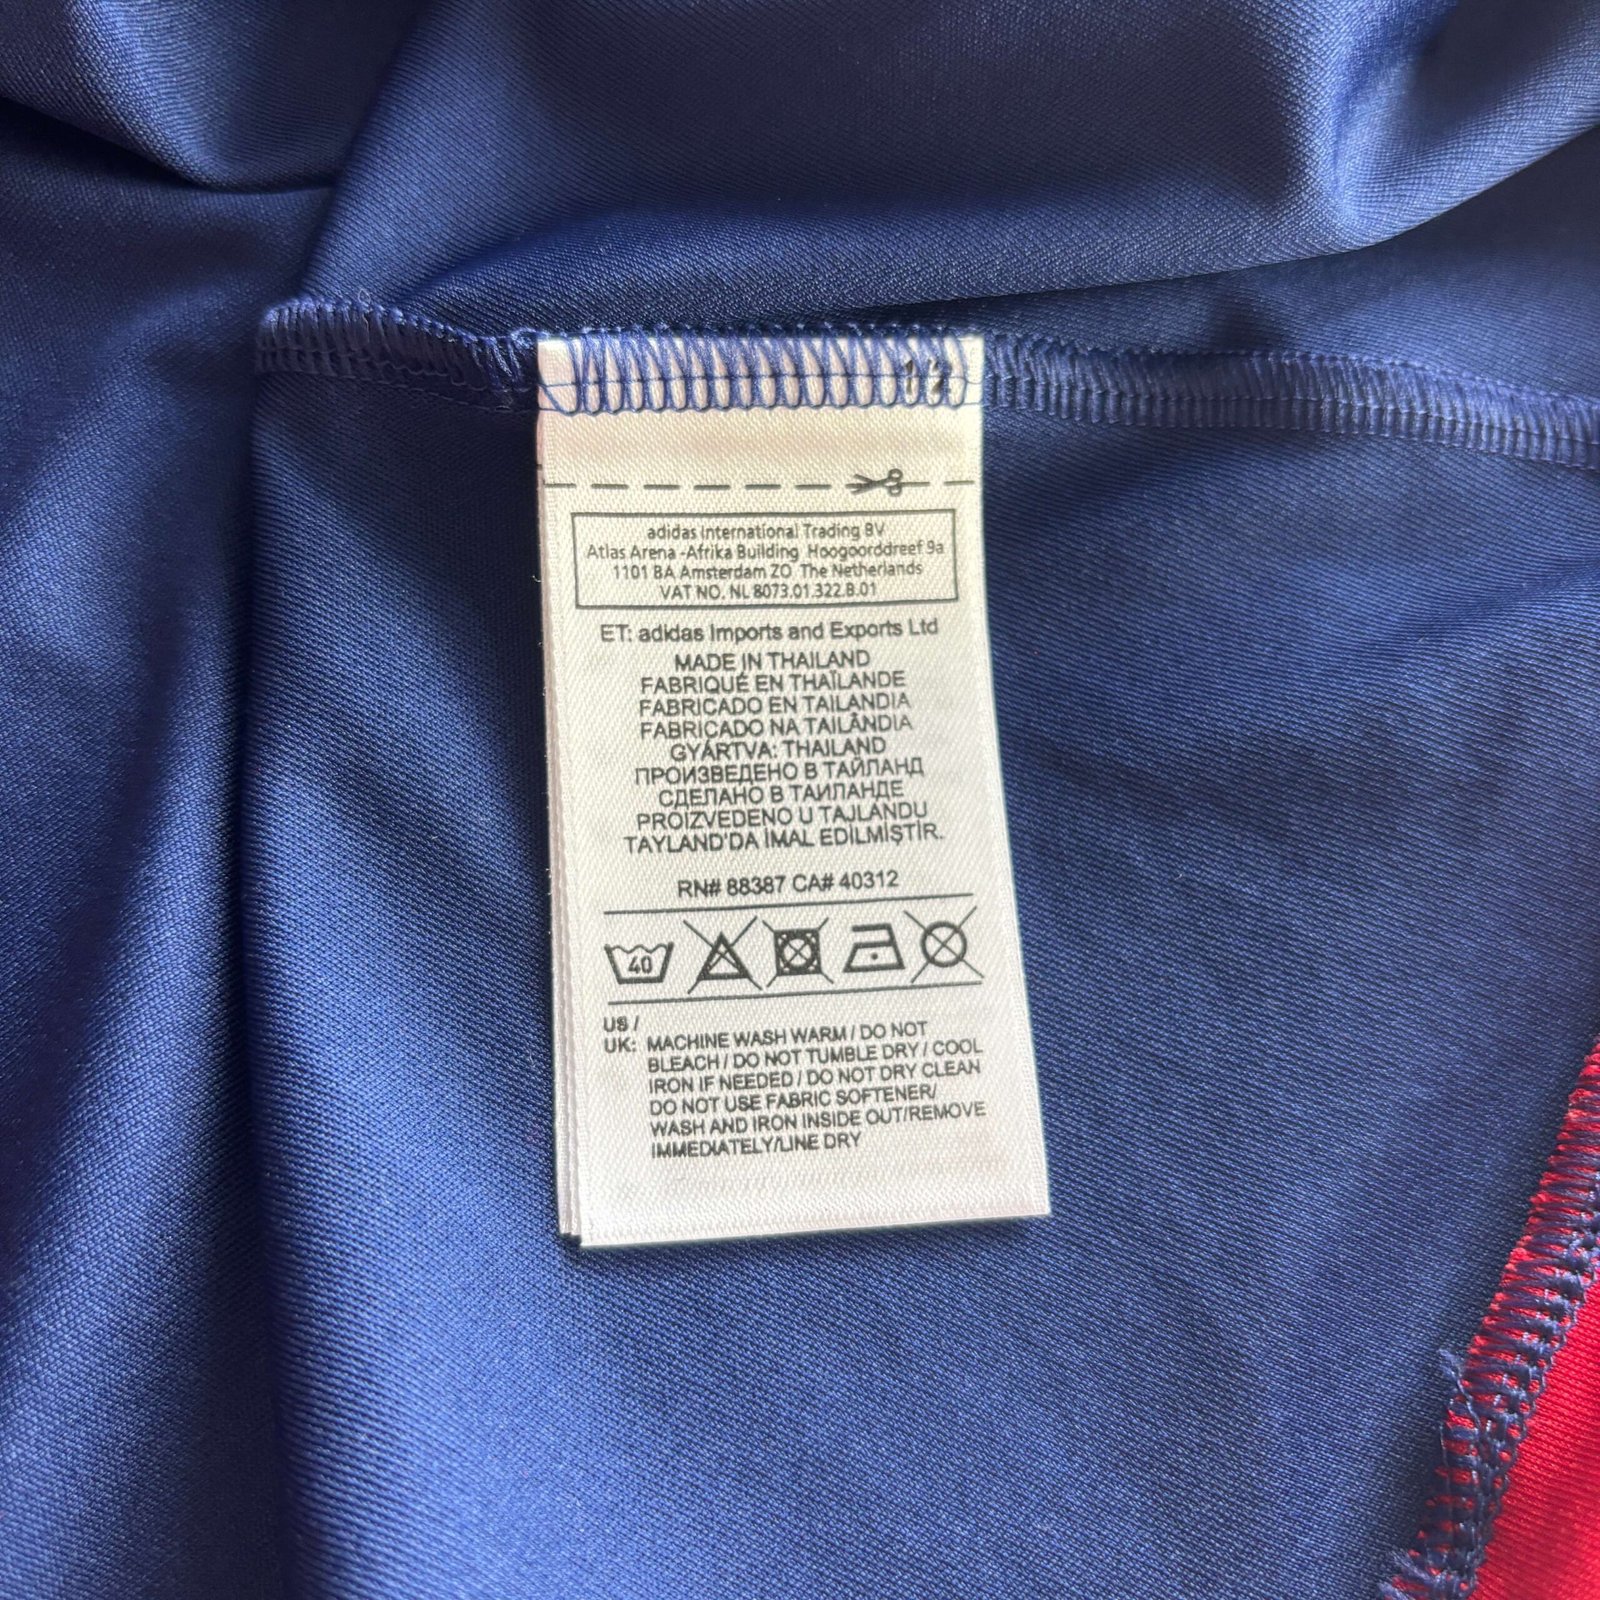 adidas International Trading BV
Atlas Arena -Afrika Building Hoogoorddreef 9a
1101 BA Amsterdam ZO The Netherlands
VAT NO. NL 8073.01.322.B.01
ET: adidas Imports and Exports Ltd
MADE IN THAILAND
FABRIQUÉ EN THAÏLANDE
FABRICADO EN TAILANDIA
FABRICADO NA TAILÂNDIA
GYÁRTVA: THAILAND
ПРОИЗВЕДЕНО В ТАЙЛАНД
СДЕЛАНО В ТАИЛАНДЕ
PROIZVEDENO U TAJLANDU
TAYLAND'DA İMAL EDİLMİŞTİR.
RN# 88387 CA# 40312
40
US /
UK: MACHINE WASH WARM / DO NOT
BLEACH / DO NOT TUMBLE DRY / COOL
IRON IF NEEDED / DO NOT DRY CLEAN
DO NOT USE FABRIC SOFTENER/
WASH AND IRON INSIDE OUT/REMOVE
IMMEDIATELY/LINE DRY